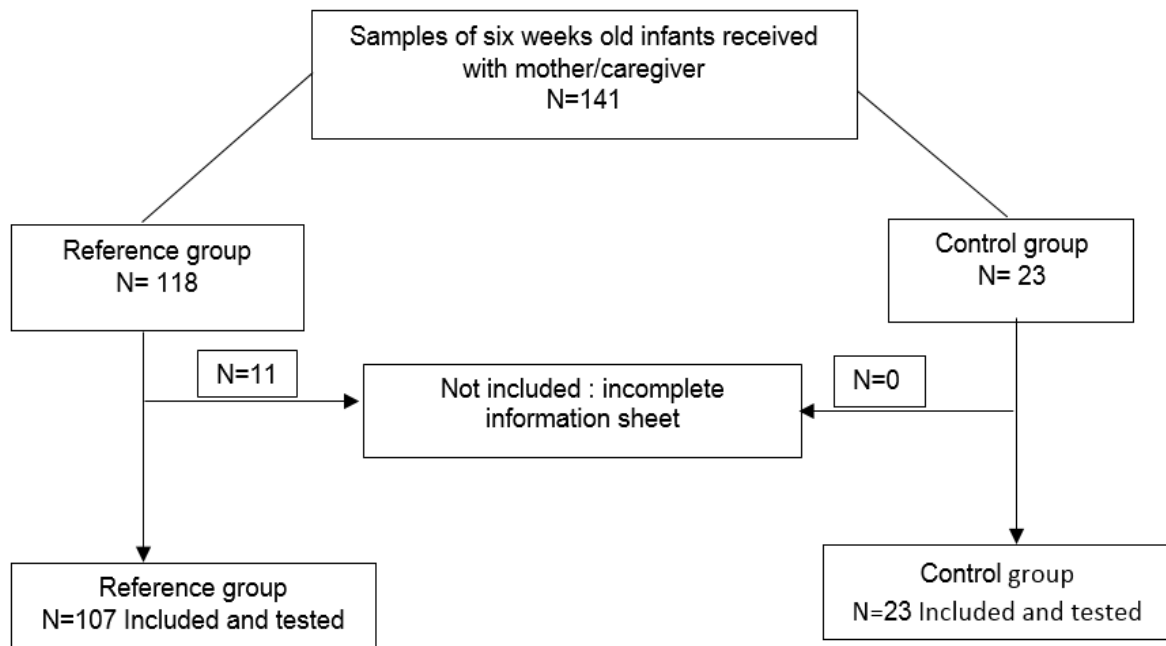 Samples of six weeks old infants received
with mother/caregiver
N=141
Reference group
N= 118
Control group
N= 23
N=11
Not included : incomplete
information sheet
N=0
Reference group
N=107 Included and tested
Control group
N=23 Included and tested